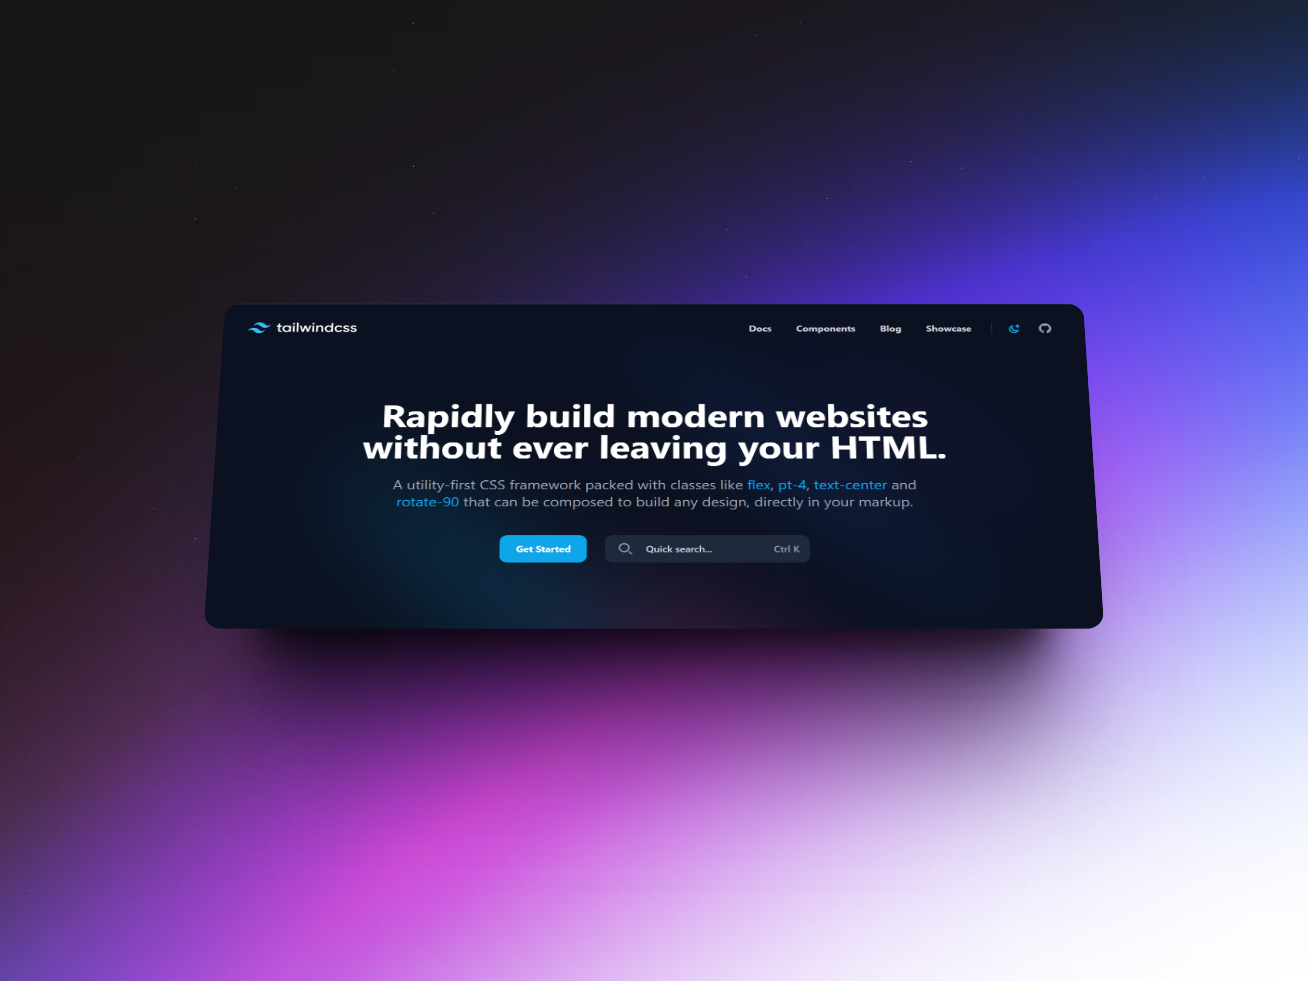 tailwindcss
Docs Components Blog Showcase
Rapidly build modern websites
without ever leaving your HTML.
A utility-first CSS framework packed with classes like flex, pt-4, text-center and
rotate-90 that can be composed to build any design, directly in your markup.
Get Started
Quick search... Ctrl K